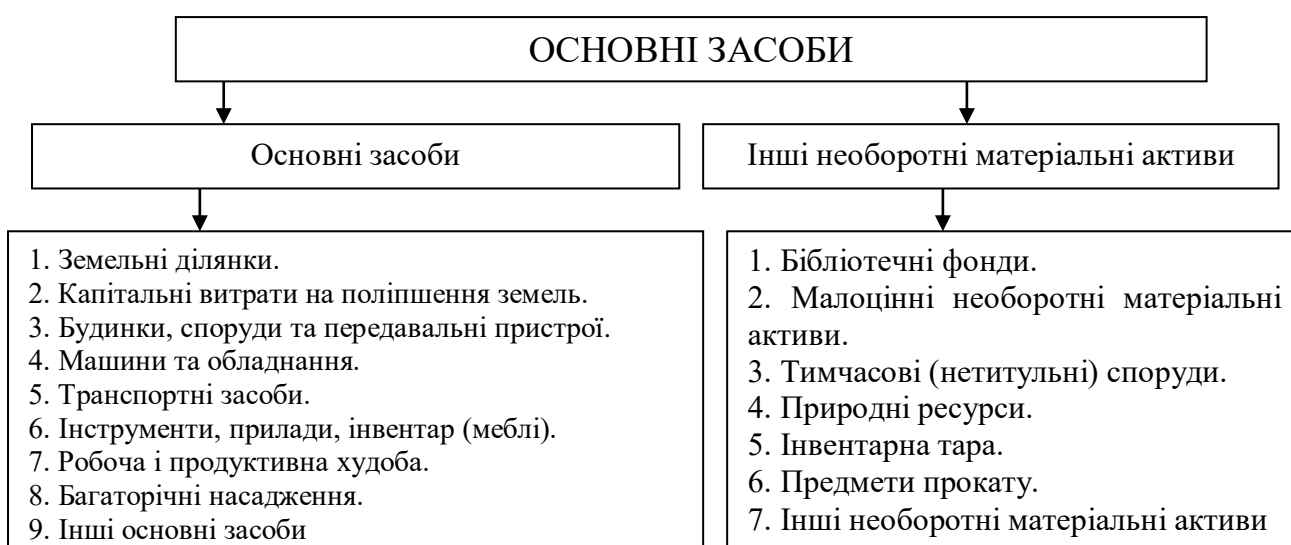 ОСНОВНІ ЗАСОБИ
Основні засоби
Інші необоротні матеріальні активи
1. Земельні ділянки.
2. Капітальні витрати на поліпшення земель.
3. Будинки, споруди та передавальні пристрої.
4. Машини та обладнання.
5. Транспортні засоби.
6. Інструменти, прилади, інвентар (меблі).
7. Робоча і продуктивна худоба.
8. Багаторічні насадження.
9. Інші основні засоби
1. Бібліотечні фонди.
2. Малоцінні необоротні матеріальні
активи.
3. Тимчасові (нетитульні) споруди.
4. Природні ресурси.
5. Інвентарна тара.
6. Предмети прокату.
7. Інші необоротні матеріальні активи